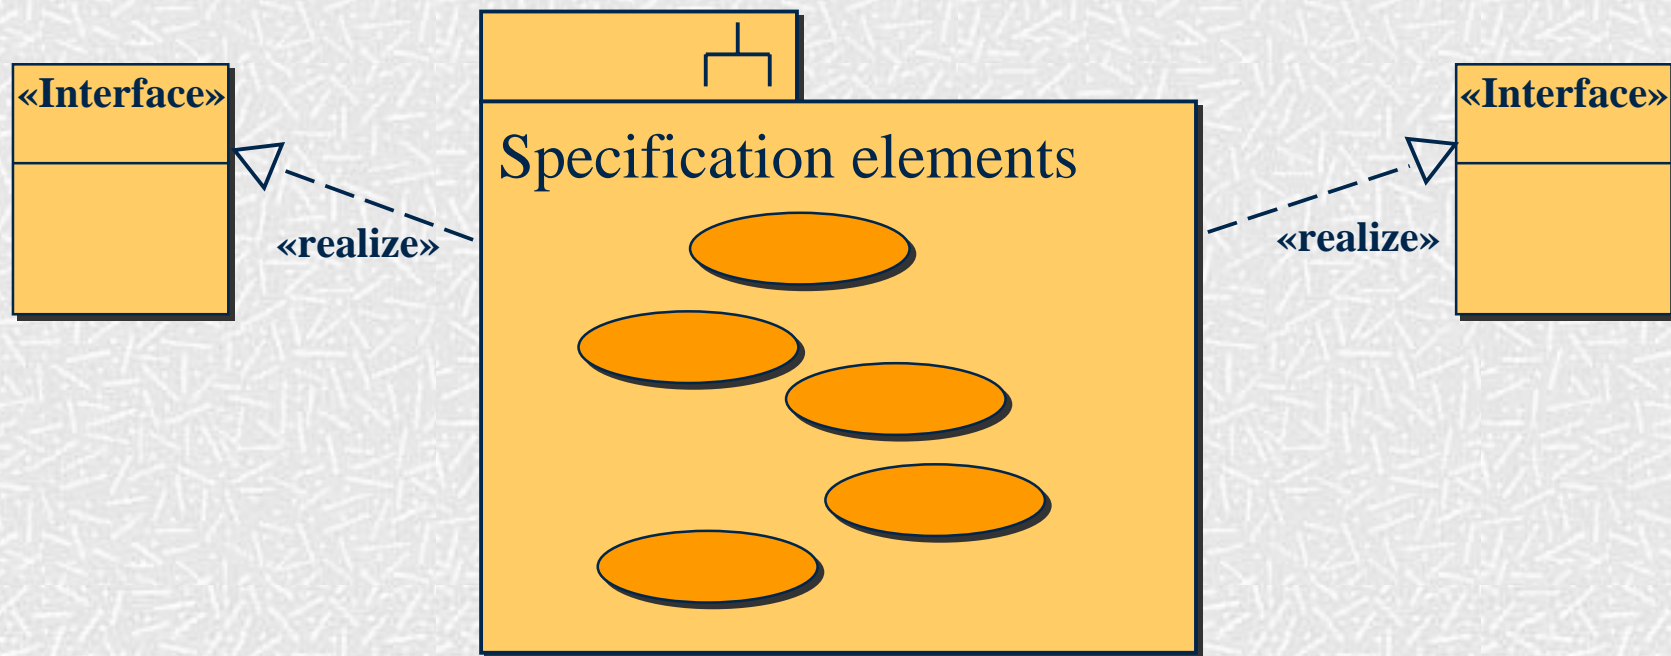 «Interface»
«Interface»
Specification elements
«realize»
«realize»